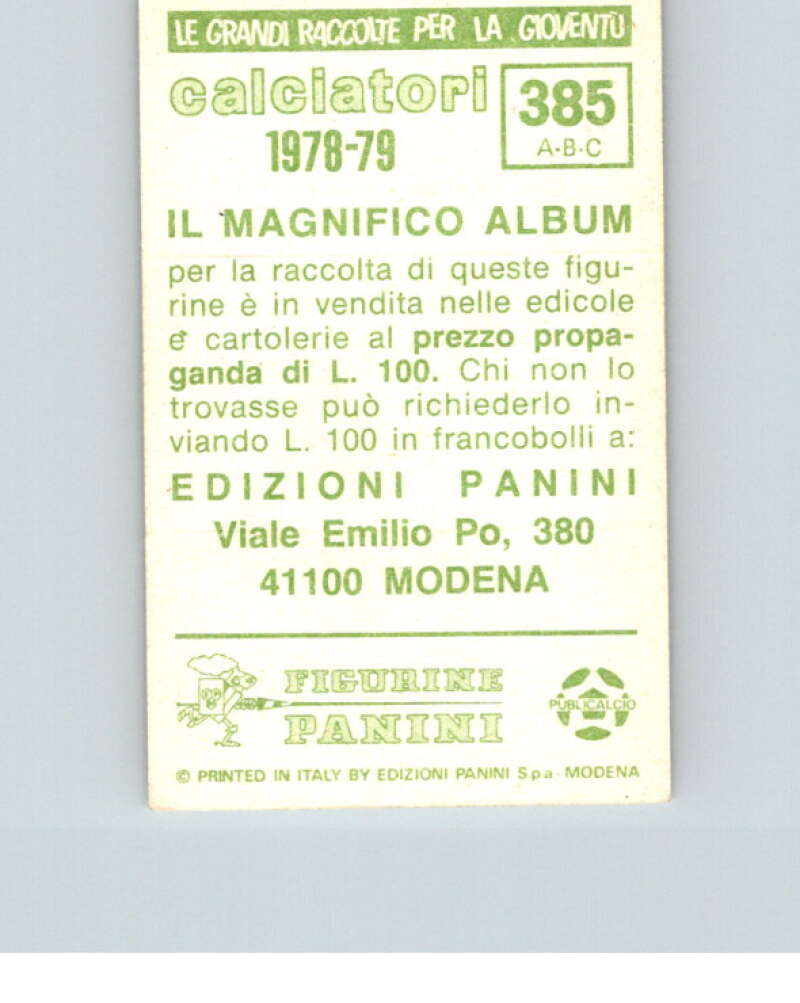 LE GRANDI RACCOLTE PER LA GIOVENTÙ
calciatori
1978-79
385
A-B-C
IL MAGNIFICO ALBUM
per la raccolta di queste figu-
rine è in vendita nelle edicole
e cartolerie al prezzo propa-
ganda di L. 100. Chi non lo
trovasse può richiederlo in-
viando L. 100 in francobolli a:
EDIZIONI PANINI
Viale Emilio Po, 380
41100 MODENA
FIGURINE
PANINI
PUBLICALCIO
© PRINTED IN ITALY BY EDIZIONI PANINI S.p.a. MODENA